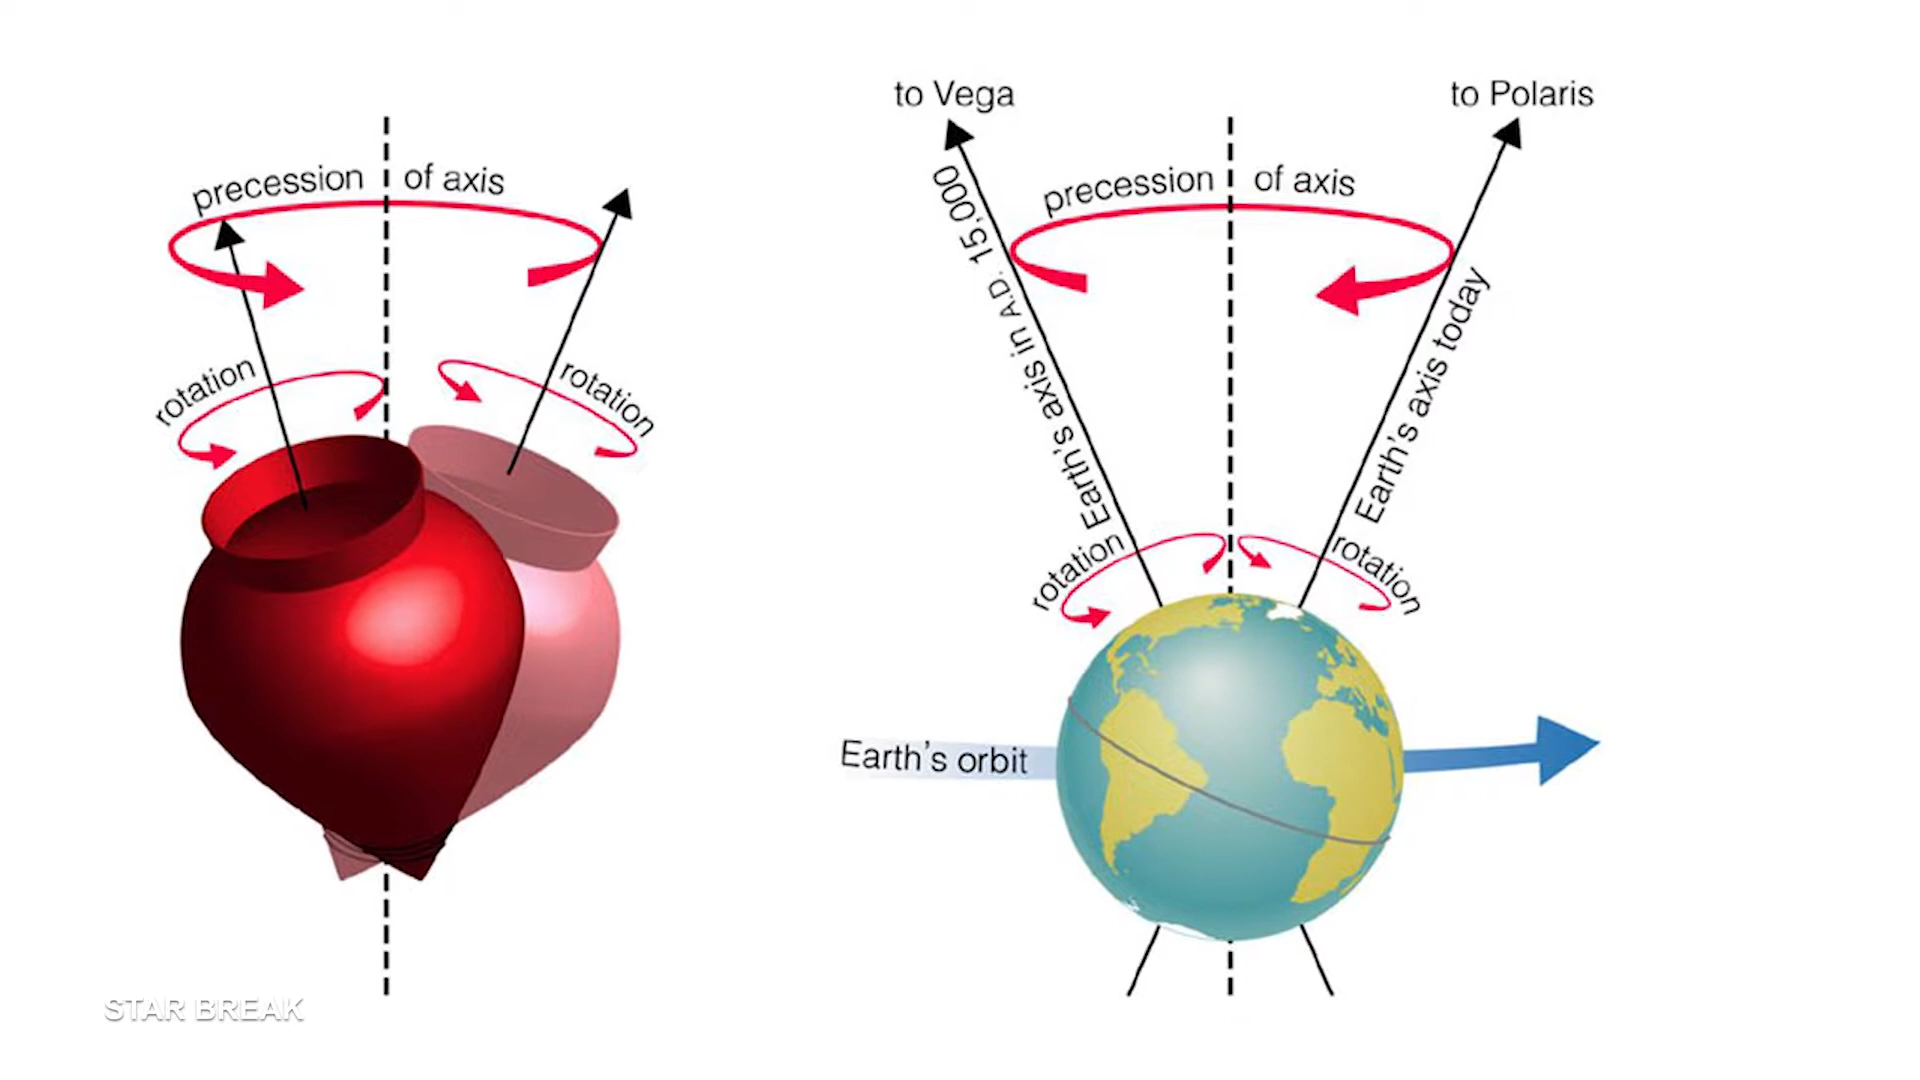 precession of axis
rotation
rotation
to Vega
to Polaris
precession of axis
Earth's axis in A.D. 15,000
Earth's axis today
rotation
rotation
Earth's orbit
STAR BREAK